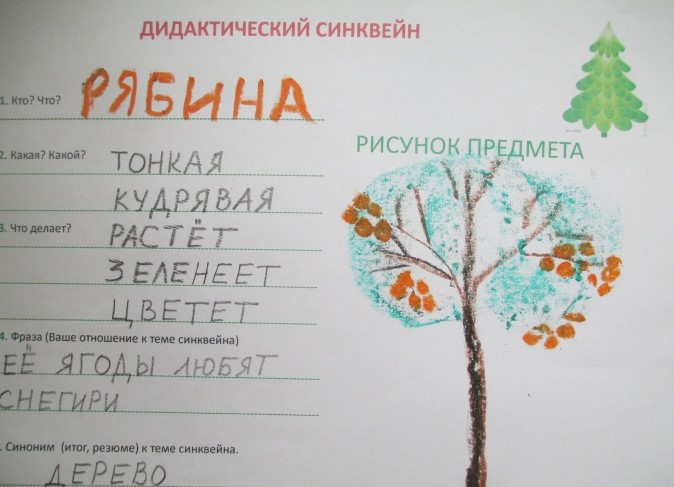 ДИДАКТИЧЕСКИЙ СИНКВЕЙН
1. Кто? Что? РЯБИНА
2. Какая? Какой? ТОНКАЯ
КУДРЯВАЯ
3. Что делает? РАСТЁТ
ЗЕЛЕНЕЕТ
ЦВЕТЕТ
4. Фраза (Ваше отношение к теме синквейна)
ЕЁ ЯГОДЫ ЛЮБЯТ
СНЕГИРИ
. Синоним (итог, резюме) к теме синквейна.
ДЕРЕВО
РИСУНОК ПРЕДМЕТА